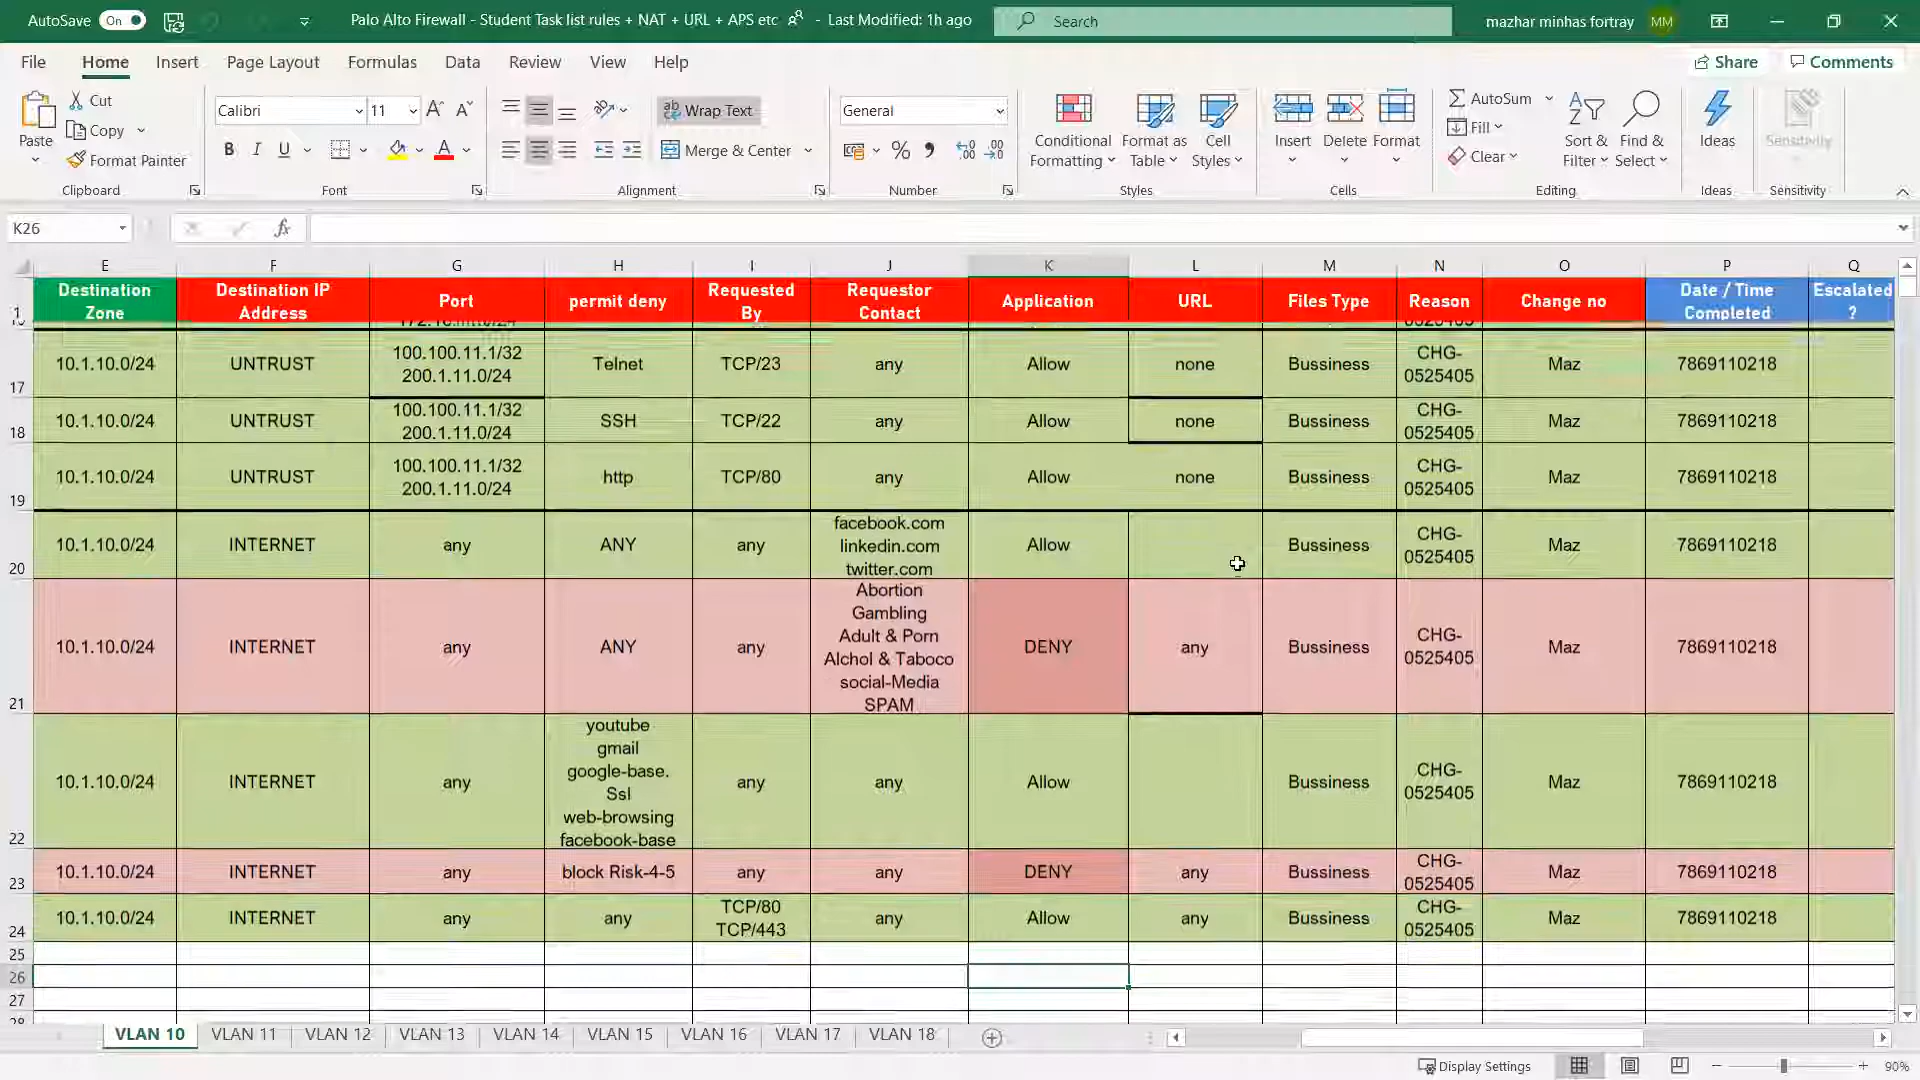 AutoSave On Palo Alto Firewall - Student Task list rules + NAT + URL + APS etc - Last Modified: 1h ago Search mazhar minhas fortray MM
File Home Insert Page Layout Formulas Data Review View Help Share Comments
Paste Cut Copy Format Painter Clipboard
Calibri 11 B I U A Font
Wrap Text Merge & Center Alignment
General % Number
Conditional Formatting Format as Table Cell Styles Styles
Insert Delete Format Cells
AutoSum Fill Clear Sort & Filter Find & Select Editing
Ideas Ideas
Sensitivity Sensitivity
K26 fx
E F G H I J K L M N O P Q
1 Destination Zone Destination IP Address Port permit deny Requested By Requestor Contact Application URL Files Type Reason Change no Date / Time Completed Escalated ?
17 10.1.10.0/24 UNTRUST 100.100.11.1/32 200.1.11.0/24 Telnet TCP/23 any Allow none Bussiness CHG-0525405 Maz 7869110218
18 10.1.10.0/24 UNTRUST 100.100.11.1/32 200.1.11.0/24 SSH TCP/22 any Allow none Bussiness CHG-0525405 Maz 7869110218
19 10.1.10.0/24 UNTRUST 100.100.11.1/32 200.1.11.0/24 http TCP/80 any Allow none Bussiness CHG-0525405 Maz 7869110218
20 10.1.10.0/24 INTERNET any ANY any facebook.com linkedin.com twitter.com Allow Bussiness CHG-0525405 Maz 7869110218
21 10.1.10.0/24 INTERNET any ANY any Abortion Gambling Adult & Porn Alchol & Taboco social-Media SPAM DENY any Bussiness CHG-0525405 Maz 7869110218
22 10.1.10.0/24 INTERNET any youtube gmail google-base. Ssl web-browsing facebook-base any any Allow Bussiness CHG-0525405 Maz 7869110218
23 10.1.10.0/24 INTERNET any block Risk-4-5 any any DENY any Bussiness CHG-0525405 Maz 7869110218
24 10.1.10.0/24 INTERNET any any TCP/80 TCP/443 any Allow any Bussiness CHG-0525405 Maz 7869110218
25
26
27
VLAN 10 VLAN 11 VLAN 12 VLAN 13 VLAN 14 VLAN 15 VLAN 16 VLAN 17 VLAN 18
Display Settings 90%